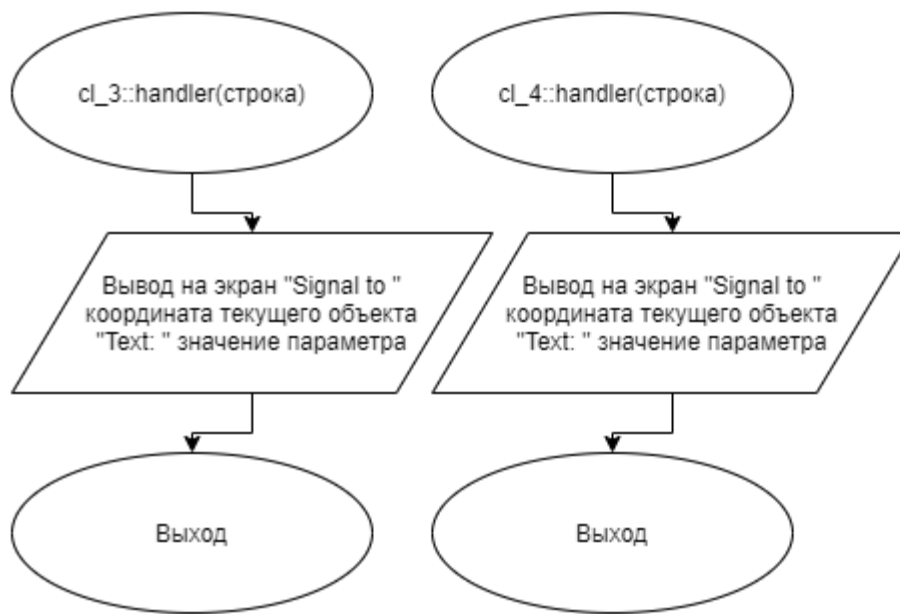 cl_3::handler(строка)
Вывод на экран "Signal to "
координата текущего объекта
"Text: " значение параметра
Выход
cl_4::handler(строка)
Вывод на экран "Signal to "
координата текущего объекта
"Text: " значение параметра
Выход